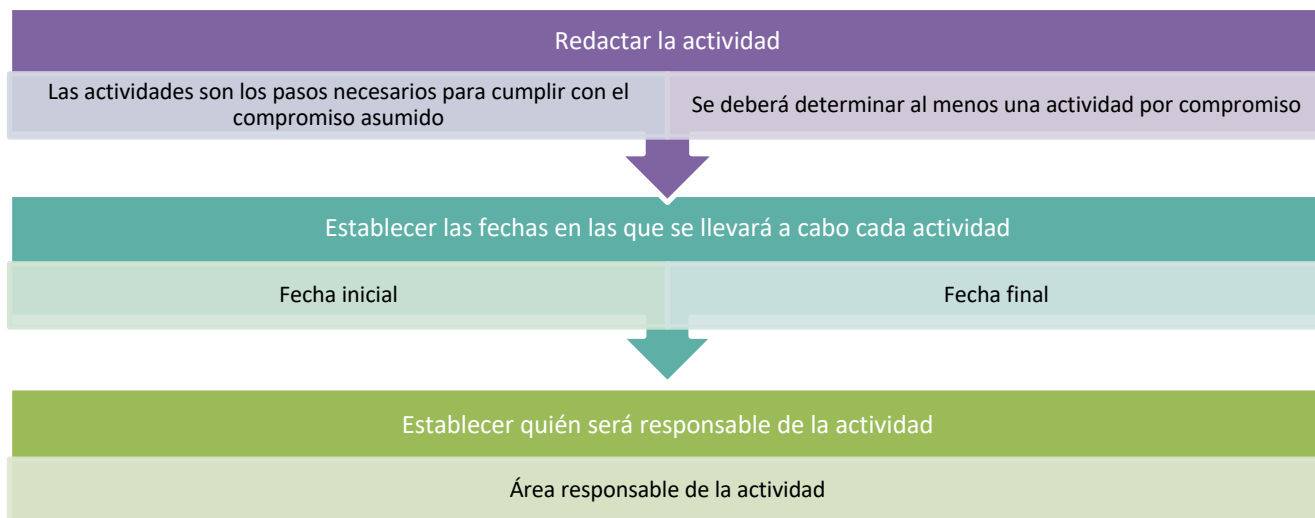 Redactar la actividad
Las actividades son los pasos necesarios para cumplir con el
compromiso asumido
Se deberá determinar al menos una actividad por compromiso
Establecer las fechas en las que se llevará a cabo cada actividad
Fecha inicial
Fecha final
Establecer quién será responsable de la actividad
Área responsable de la actividad